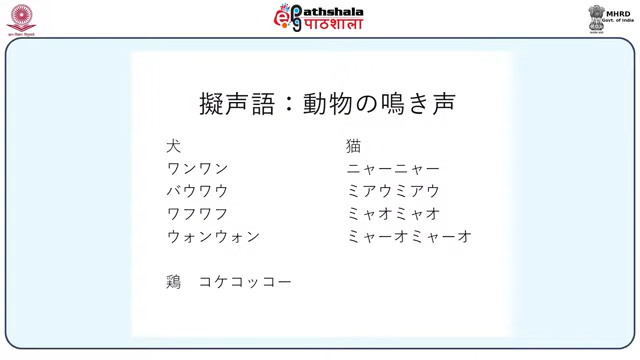 Pathshala
पाठशाला
MHRD
Govt. of India
擬声語：動物の鳴き声
犬
ワンワン
バウワウ
ワフワフ
ウォンウォン
猫
ニャーニャー
ミアウミアウ
ミャオミャオ
ミャーオミャーオ
鶏　コケコッコー